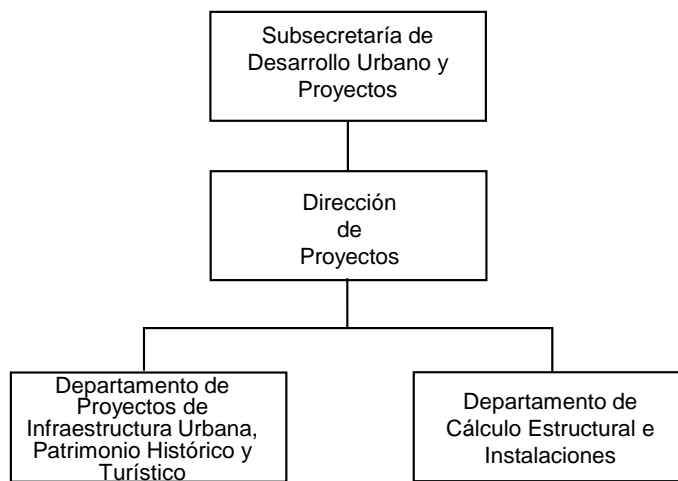 Subsecretaría de
Desarrollo Urbano y
Proyectos
Dirección
de
Proyectos
Departamento de
Proyectos de
Infraestructura Urbana,
Patrimonio Histórico y
Turístico
Departamento de
Cálculo Estructural e
Instalaciones